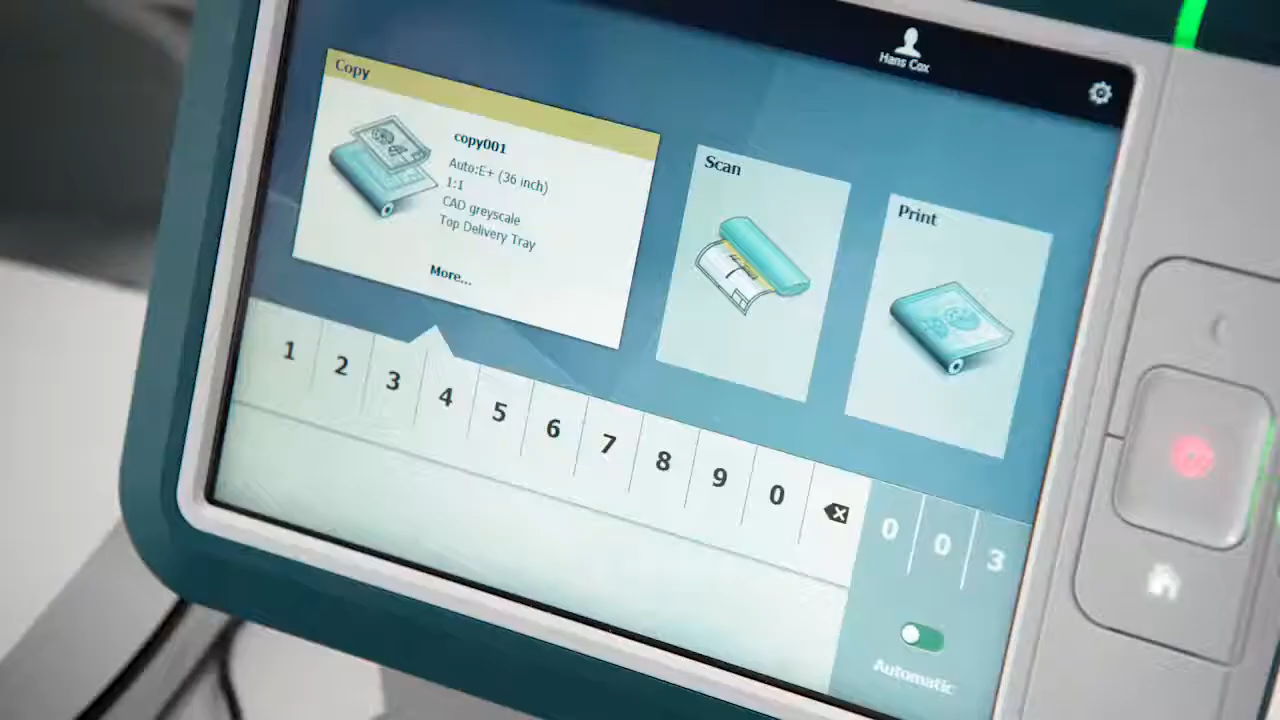 Hans Cox
Copy
copy001
Auto:E+ (36 inch)
1:1
CAD greyscale
Top Delivery Tray
More...
Scan
Print
1 2 3 4 5 6 7 8 9 0
0 0 3
Automatic